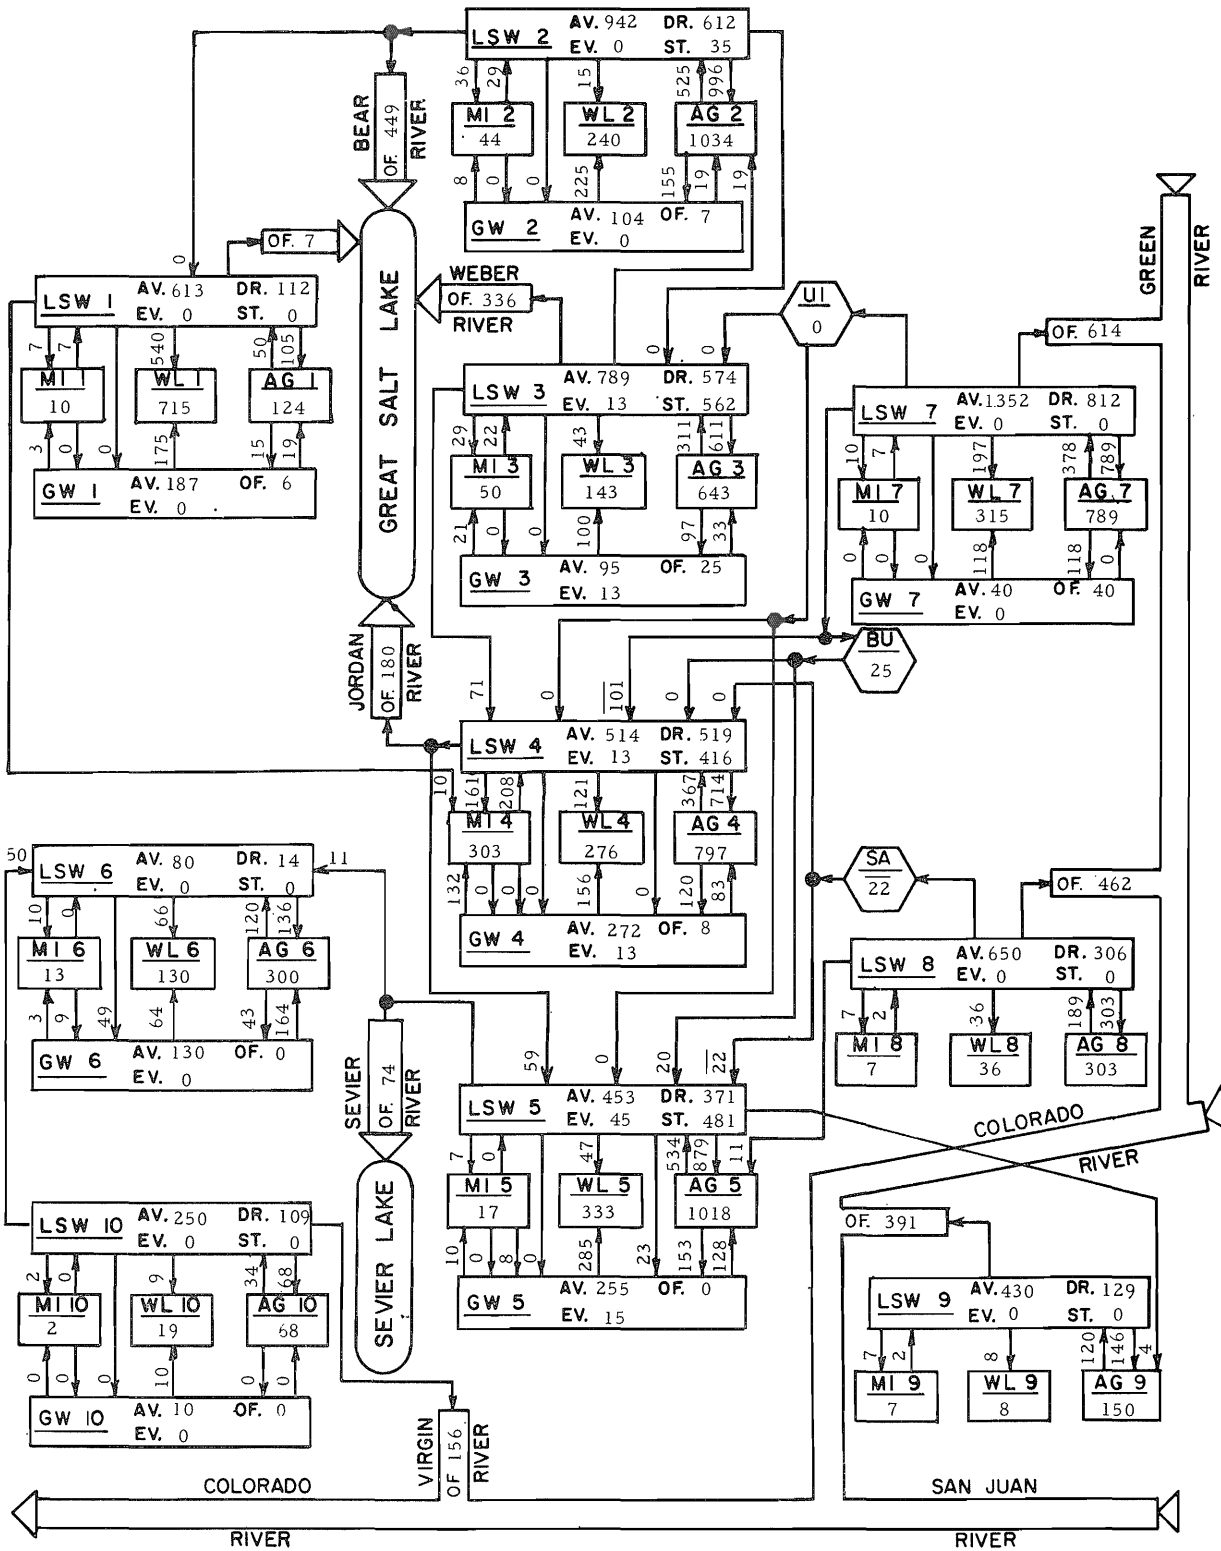 LSW 2 AV. 942 DR. 612
EV. 0 ST. 35
36 29 15 525 996
MI 2 WL 2 AG 2
44 240 1034
8 0 0 225 155 19 19
GW 2 AV. 104 OF. 7
EV. 0
BEAR RIVER
OF. 449
0
OF. 7
LSW 1 AV. 613 DR. 112
EV. 0 ST. 0
7 7 540 50 105
MI 1 WL 1 AG 1
10 715 124
3 0 0 175 15 19
GW 1 AV. 187 OF. 6
EV. 0
GREAT SALT LAKE
WEBER
OF. 336
RIVER
UI
0
0 0
LSW 3 AV. 789 DR. 574
EV. 13 ST. 562
29 22 43 311 611
MI 3 WL 3 AG 3
50 143 643
21 0 0 100 97 33
GW 3 AV. 95 OF. 25
EV. 13
GREEN RIVER
OF. 614
LSW 7 AV. 1352 DR. 812
EV. 0 ST. 0
10 7 197 378 789
MI 7 WL 7 AG 7
10 315 789
0 0 0 118 118 0
GW 7 AV. 40 OF. 40
EV. 0
BU
25
JORDAN RIVER
OF. 180
71 0 101 0 0
LSW 4 AV. 514 DR. 519
EV. 13 ST. 416
10 161 208 121 367 714
MI 4 WL 4 AG 4
303 276 797
132 0 0 0 156 0 120 83
GW 4 AV. 272 OF. 8
EV. 13
50 11
LSW 6 AV. 80 DR. 14
EV. 0 ST. 0
10 0 66 120 136
MI 6 WL 6 AG 6
13 130 300
3 9 49 64 43 164
GW 6 AV. 130 OF. 0
EV. 0
SA
22
OF. 462
LSW 8 AV. 650 DR. 306
EV. 0 ST. 0
7 2 36 189 303
MI 8 WL 8 AG 8
7 36 303
SEVIER RIVER
OF. 74
SEVIER LAKE
59 0 20 22
LSW 5 AV. 453 DR. 371
EV. 45 ST. 481
7 0 47 534 879 11
MI 5 WL 5 AG 5
17 333 1018
10 0 8 0 285 23 153 128
GW 5 AV. 255 OF. 0
EV. 15
COLORADO
RIVER
OF. 391
LSW 9 AV. 430 DR. 129
EV. 0 ST. 0
7 2 8 120 146 4
MI 9 WL 9 AG 9
7 8 150
LSW 10 AV. 250 DR. 109
EV. 0 ST. 0
2 0 9 34 68
MI 10 WL 10 AG 10
2 19 68
0 0 0 10 0 0
GW 10 AV. 10 OF. 0
EV. 0
VIRGIN RIVER
OF 156
COLORADO
RIVER
SAN JUAN
RIVER